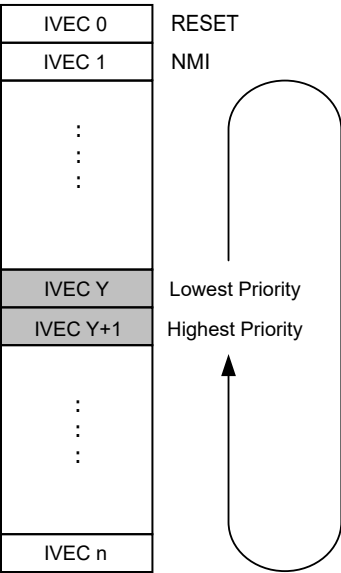 IVEC 0 RESET
IVEC 1 NMI
:
:
:
IVEC Y Lowest Priority
IVEC Y+1 Highest Priority
:
:
:
IVEC n